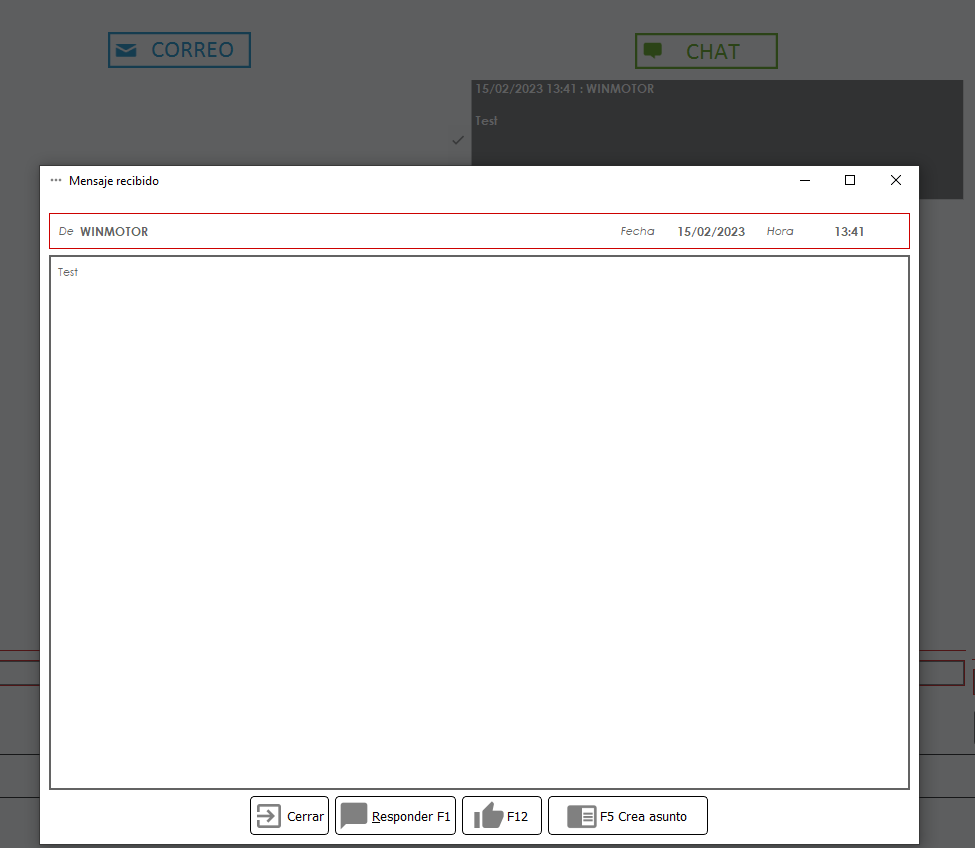 CORREO
CHAT
15/02/2023 13:41 : WINMOTOR
Test
Mensaje recibido
De WINMOTOR Fecha 15/02/2023 Hora 13:41
Test
Cerrar Responder F1 F12 F5 Crea asunto